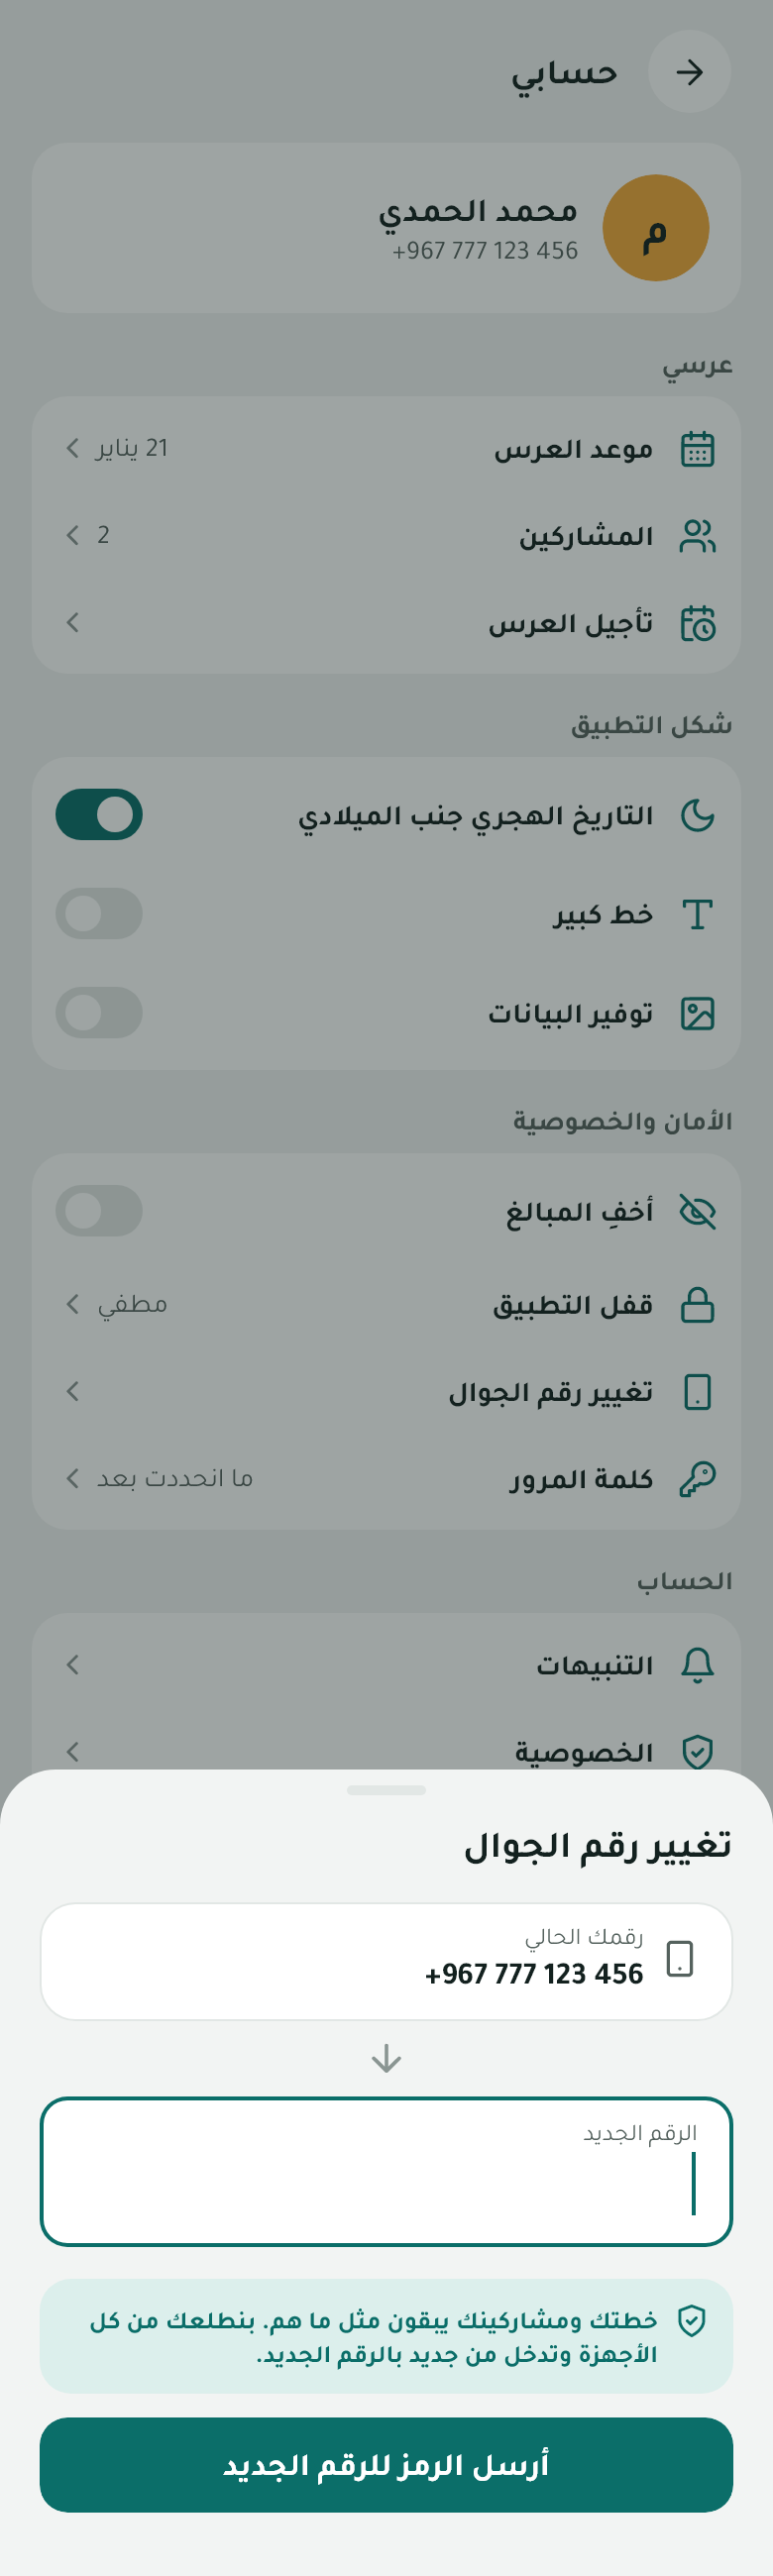 حسابي
م
محمد الحمدي
+967 777 123 456
عرسي
موعد العرس
21 يناير
المشاركين
2
تأجيل العرس
شكل التطبيق
التاريخ الهجري جنب الميلادي
خط كبير
توفير البيانات
الأمان والخصوصية
أخفِ المبالغ
قفل التطبيق
مطفي
تغيير رقم الجوال
كلمة المرور
ما انحددت بعد
الحساب
التنبيهات
الخصوصية
تغيير رقم الجوال
رقمك الحالي
+967 777 123 456
الرقم الجديد
خطتك ومشاركينك يبقون مثل ما هم. بنطلعك من كل
الأجهزة وتدخل من جديد بالرقم الجديد.
أرسل الرمز للرقم الجديد